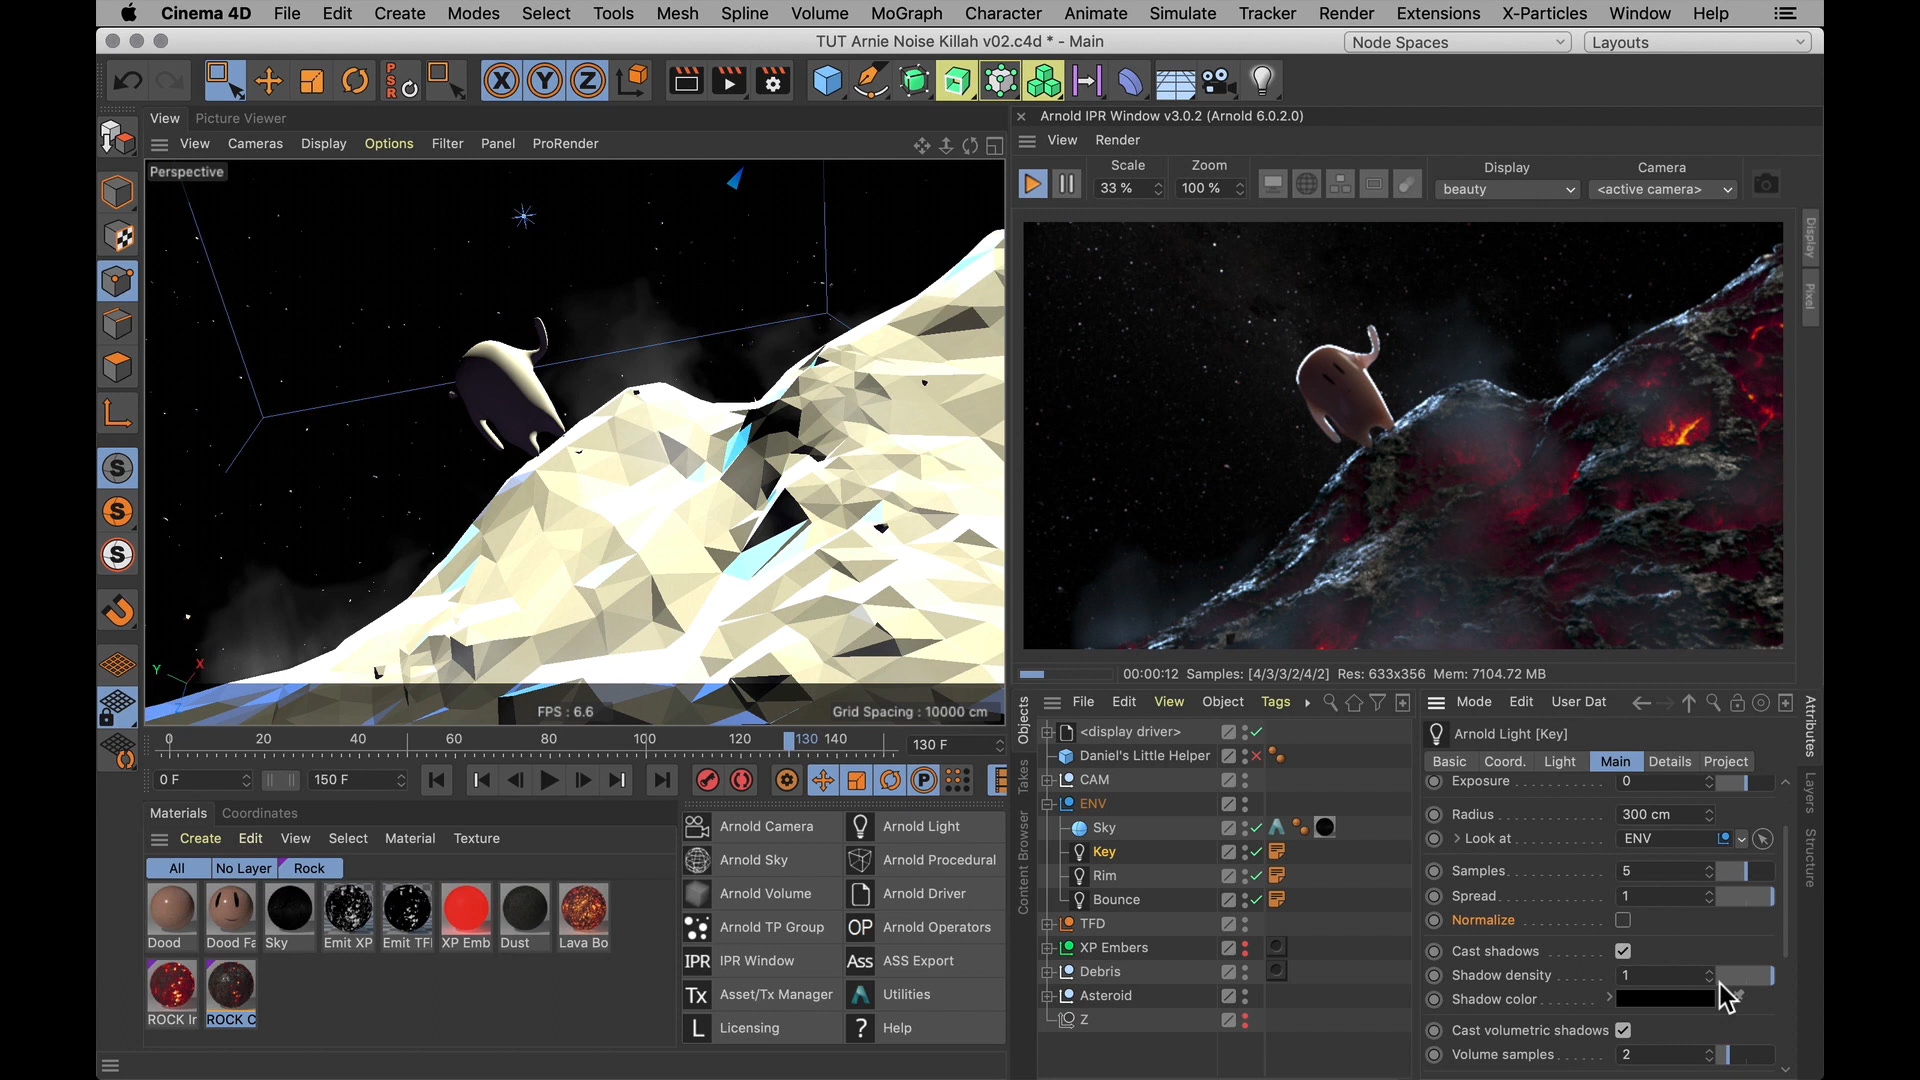 Cinema 4D File Edit Create Modes Select Tools Mesh Spline Volume MoGraph Character Animate Simulate Tracker Render Extensions X-Particles Window Help
TUT Arnie Noise Killah v02.c4d * - Main
Node Spaces
Layouts
PSR X Y Z
View Picture Viewer
View Cameras Display Options Filter Panel ProRender
Perspective
Y X
FPS : 6.6
Grid Spacing : 10000 cm
0 20 40 60 80 100 120 130 140
130 F
0 F
150 F
P
Materials Coordinates
Create Edit View Select Material Texture
All No Layer Rock
Dood
Dood Fa
Sky
Emit XP
Emit TFI
XP Emb
Dust
Lava Bo
ROCK Ir
ROCK C
Arnold Camera
Arnold Light
Arnold Sky
Arnold Procedural
Arnold Volume
Arnold Driver
Arnold TP Group
OP Arnold Operators
IPR IPR Window
Ass ASS Export
Tx Asset/Tx Manager
Utilities
L Licensing
? Help
Arnold IPR Window v3.0.2 (Arnold 6.0.2.0)
View Render
Scale
33 %
Zoom
100 %
Display
beauty
Camera
<active camera>
Display
Pixel
00:00:12 Samples: [4/3/3/2/4/2] Res: 633x356 Mem: 7104.72 MB
Objects
Takes
Content Browser
File Edit View Object Tags
<display driver>
Daniel's Little Helper
CAM
ENV
Sky
Key
Rim
Bounce
TFD
XP Embers
Debris
Asteroid
Z
Mode Edit User Dat
Arnold Light [Key]
Basic Coord. Light Main Details Project
Exposure 0
Radius 300 cm
Look at ENV
Samples 5
Spread 1
Normalize
Cast shadows
Shadow density 1
Shadow color
Cast volumetric shadows
Volume samples 2
Attributes
Layers
Structure